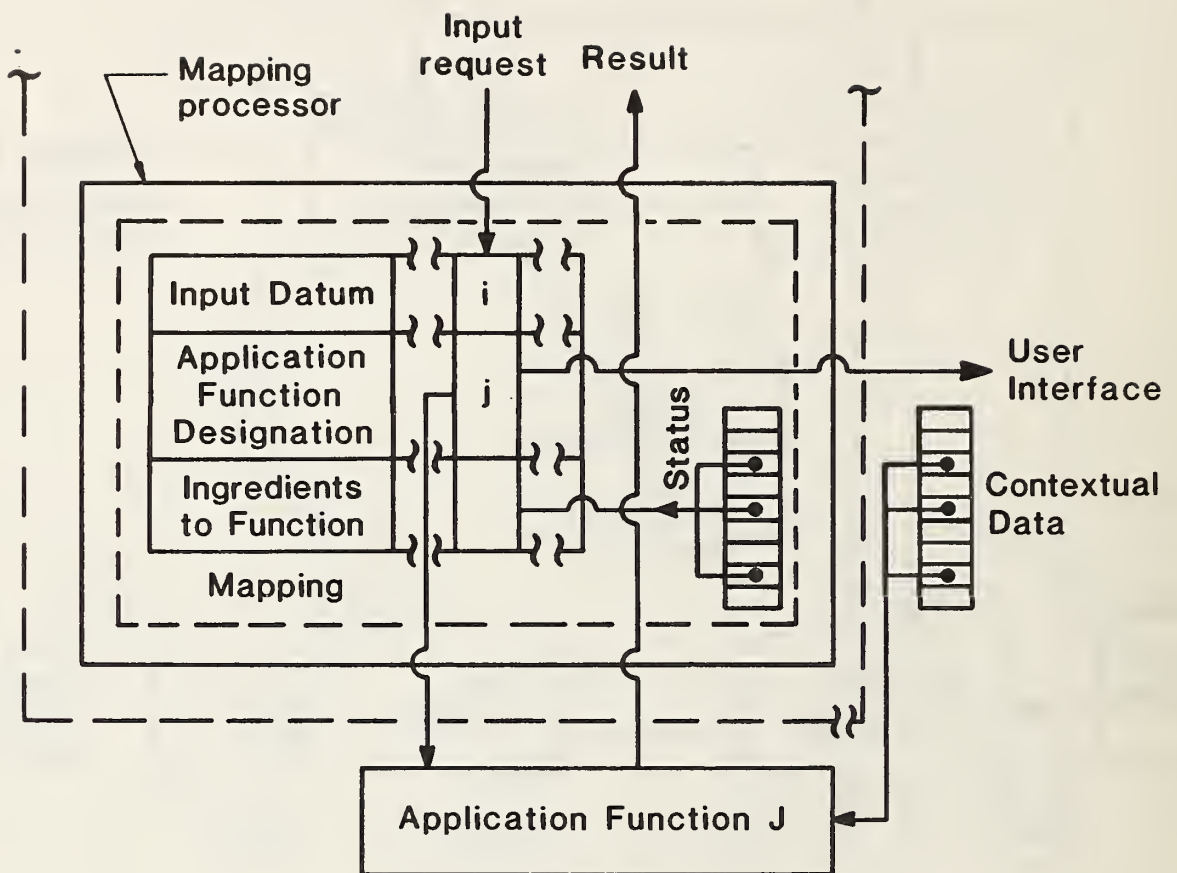 Input
request
Result
Mapping
processor
Input Datum
i
Application
Function
Designation
j
Ingredients
to Function
Mapping
Status
User
Interface
Contextual
Data
Application Function J